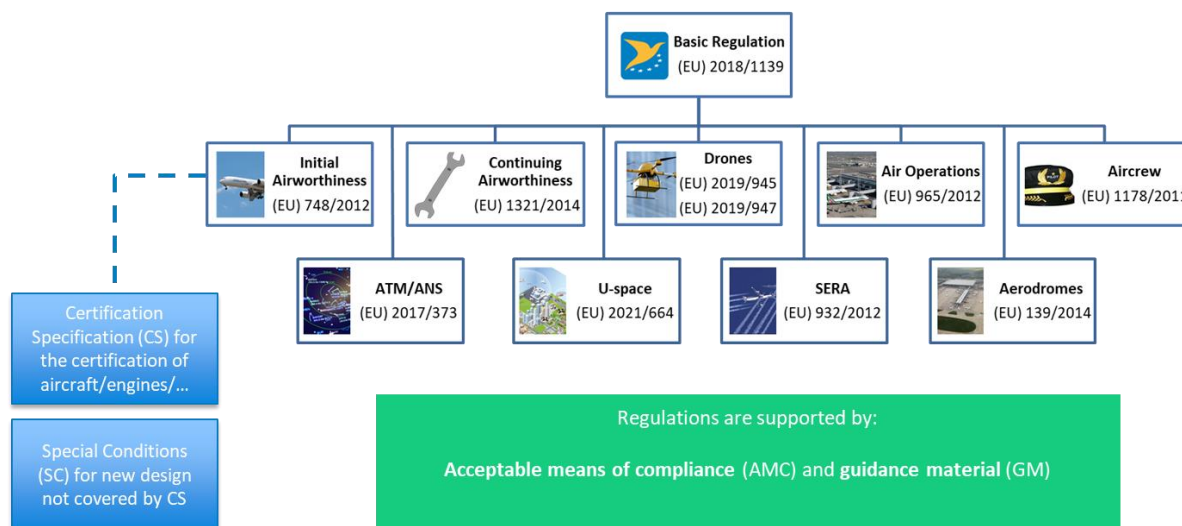 Basic Regulation
(EU) 2018/1139
Initial
Airworthiness
(EU) 748/2012
Continuing
Airworthiness
(EU) 1321/2014
Drones
(EU) 2019/945
(EU) 2019/947
Air Operations
(EU) 965/2012
Aircrew
(EU) 1178/2011
ATM/ANS
(EU) 2017/373
U-space
(EU) 2021/664
SERA
(EU) 932/2012
Aerodromes
(EU) 139/2014
Certification
Specification (CS) for
the certification of
aircraft/engines/...
Special Conditions
(SC) for new design
not covered by CS
Regulations are supported by:
Acceptable means of compliance (AMC) and guidance material (GM)